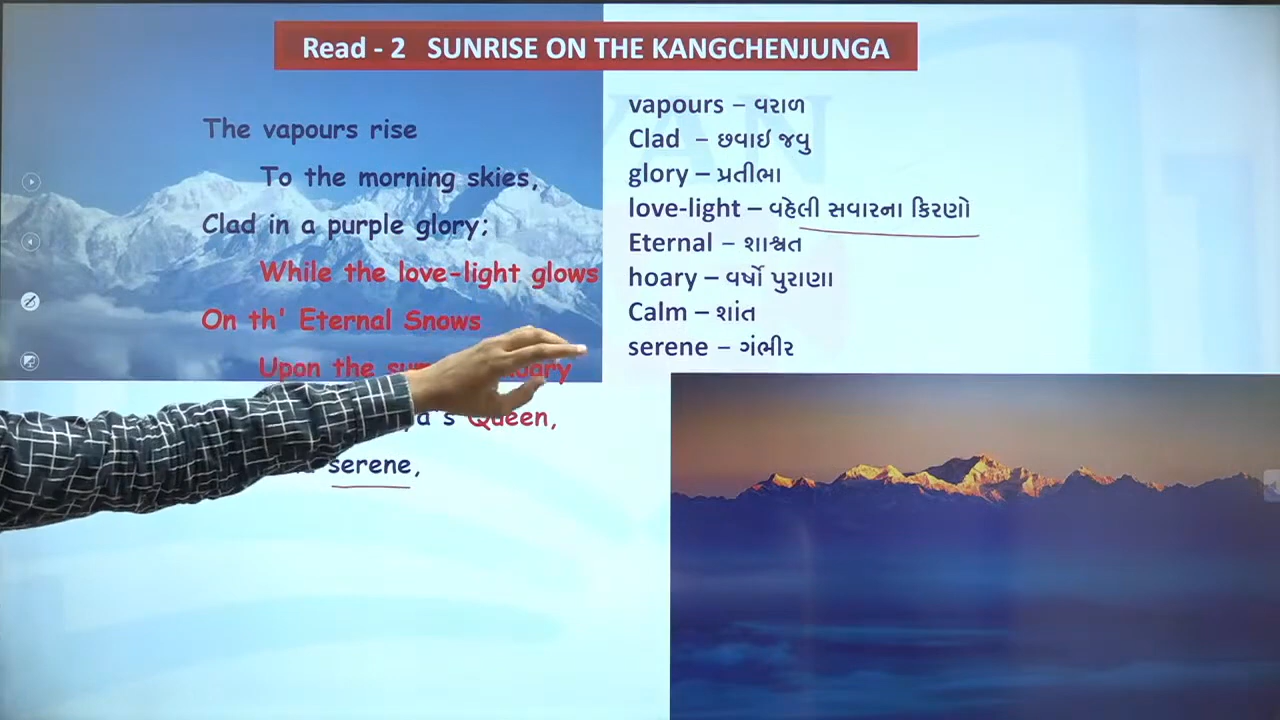 Read - 2 SUNRISE ON THE KANGCHENJUNGA
The vapours rise
To the morning skies,
Clad in a purple glory;
While the love-light glows
On th' Eternal Snows
Upon the
Queen,
serene,
vapours – વરાળ
Clad – છવાઇ જવુ
glory – પ્રતીભા
love-light – વહેલી સવારના કિરણો
Eternal – શાશ્વત
hoary – વર્ષો પુરાણા
Calm – શાંત
serene – ગંભીર